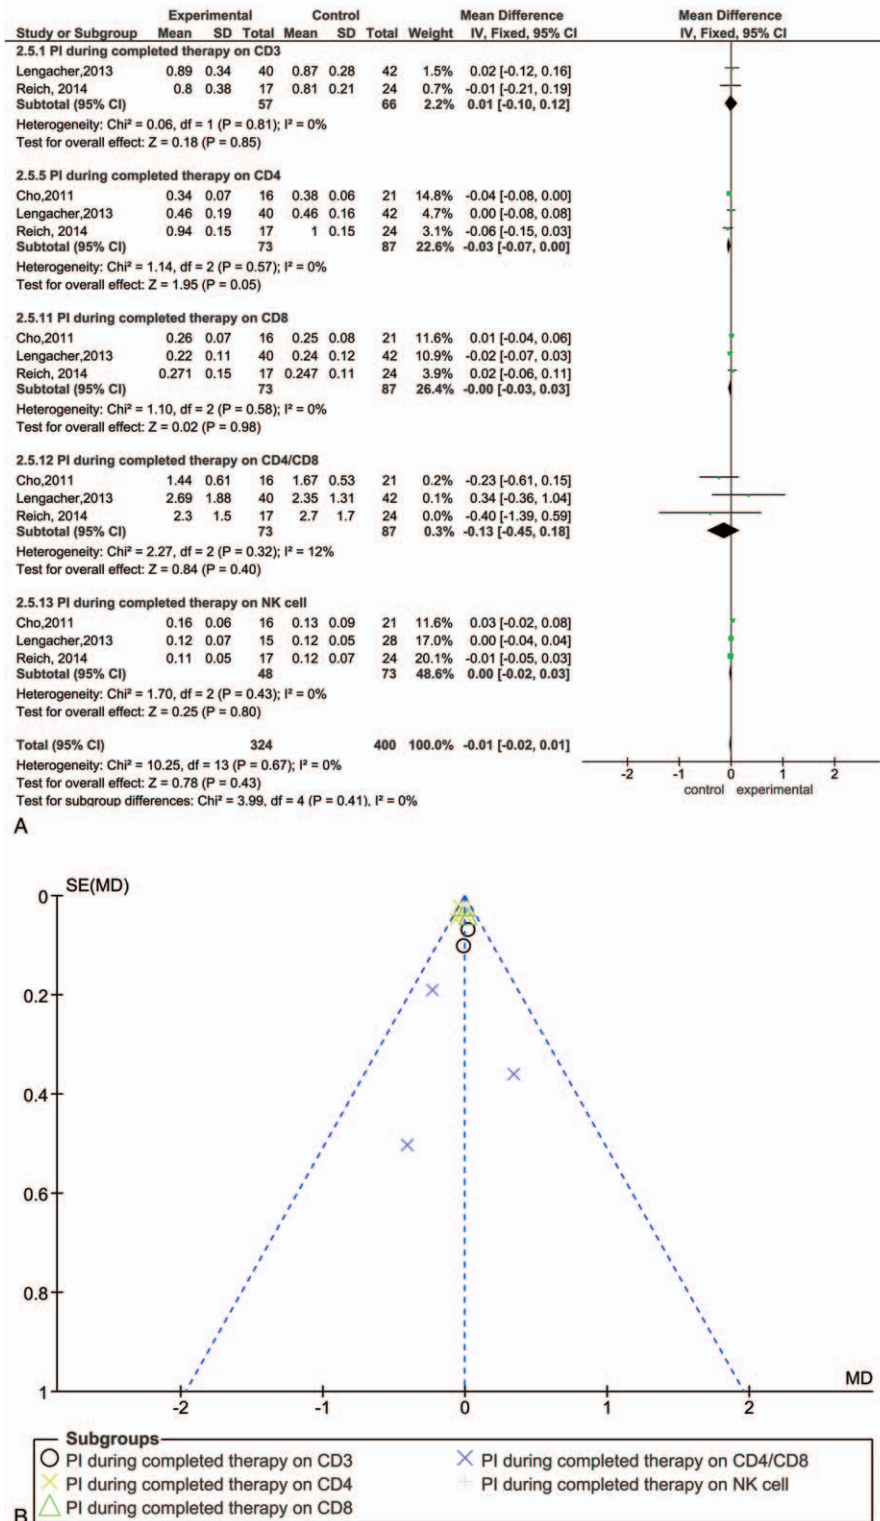 Experimental Control Mean Difference Mean Difference
Study or Subgroup Mean SD Total Mean SD Total Weight IV, Fixed, 95% CI IV, Fixed, 95% CI
2.5.1 PI during completed therapy on CD3
Lengacher,2013 0.89 0.34 40 0.87 0.28 42 1.5% 0.02 [-0.12, 0.16]
Reich, 2014 0.8 0.38 17 0.81 0.21 24 0.7% -0.01 [-0.21, 0.19]
Subtotal (95% CI) 57 66 2.2% 0.01 [-0.10, 0.12]
Heterogeneity: Chi² = 0.06, df = 1 (P = 0.81); I² = 0%
Test for overall effect: Z = 0.18 (P = 0.85)
2.5.5 PI during completed therapy on CD4
Cho,2011 0.34 0.07 16 0.38 0.06 21 14.8% -0.04 [-0.08, 0.00]
Lengacher,2013 0.46 0.19 40 0.46 0.16 42 4.7% 0.00 [-0.08, 0.08]
Reich, 2014 0.94 0.15 17 1 0.15 24 3.1% -0.06 [-0.15, 0.03]
Subtotal (95% CI) 73 87 22.6% -0.03 [-0.07, 0.00]
Heterogeneity: Chi² = 1.14, df = 2 (P = 0.57); I² = 0%
Test for overall effect: Z = 1.95 (P = 0.05)
2.5.11 PI during completed therapy on CD8
Cho,2011 0.26 0.07 16 0.25 0.08 21 11.6% 0.01 [-0.04, 0.06]
Lengacher,2013 0.22 0.11 40 0.24 0.12 42 10.9% -0.02 [-0.07, 0.03]
Reich, 2014 0.271 0.15 17 0.247 0.11 24 3.9% 0.02 [-0.06, 0.11]
Subtotal (95% CI) 73 87 26.4% -0.00 [-0.03, 0.03]
Heterogeneity: Chi² = 1.10, df = 2 (P = 0.58); I² = 0%
Test for overall effect: Z = 0.02 (P = 0.98)
2.5.12 PI during completed therapy on CD4/CD8
Cho,2011 1.44 0.61 16 1.67 0.53 21 0.2% -0.23 [-0.61, 0.15]
Lengacher,2013 2.69 1.88 40 2.35 1.31 42 0.1% 0.34 [-0.36, 1.04]
Reich, 2014 2.3 1.5 17 2.7 1.7 24 0.0% -0.40 [-1.39, 0.59]
Subtotal (95% CI) 73 87 0.3% -0.13 [-0.45, 0.18]
Heterogeneity: Chi² = 2.27, df = 2 (P = 0.32); I² = 12%
Test for overall effect: Z = 0.84 (P = 0.40)
2.5.13 PI during completed therapy on NK cell
Cho,2011 0.16 0.06 16 0.13 0.09 21 11.6% 0.03 [-0.02, 0.08]
Lengacher,2013 0.12 0.07 15 0.12 0.05 28 17.0% 0.00 [-0.04, 0.04]
Reich, 2014 0.11 0.05 17 0.12 0.07 24 20.1% -0.01 [-0.05, 0.03]
Subtotal (95% CI) 48 73 48.6% 0.00 [-0.02, 0.03]
Heterogeneity: Chi² = 1.70, df = 2 (P = 0.43); I² = 0%
Test for overall effect: Z = 0.25 (P = 0.80)
Total (95% CI) 324 400 100.0% -0.01 [-0.02, 0.01]
Heterogeneity: Chi² = 10.25, df = 13 (P = 0.67); I² = 0%
Test for overall effect: Z = 0.78 (P = 0.43)
Test for subgroup differences: Chi² = 3.99, df = 4 (P = 0.41), I² = 0%
-2 -1 0 1 2
control experimental
A
SE(MD)
0
0.2
0.4
0.6
0.8
1
MD
-2 -1 0 1 2
Subgroups
PI during completed therapy on CD3 PI during completed therapy on CD4/CD8
PI during completed therapy on CD4 PI during completed therapy on NK cell
PI during completed therapy on CD8
B